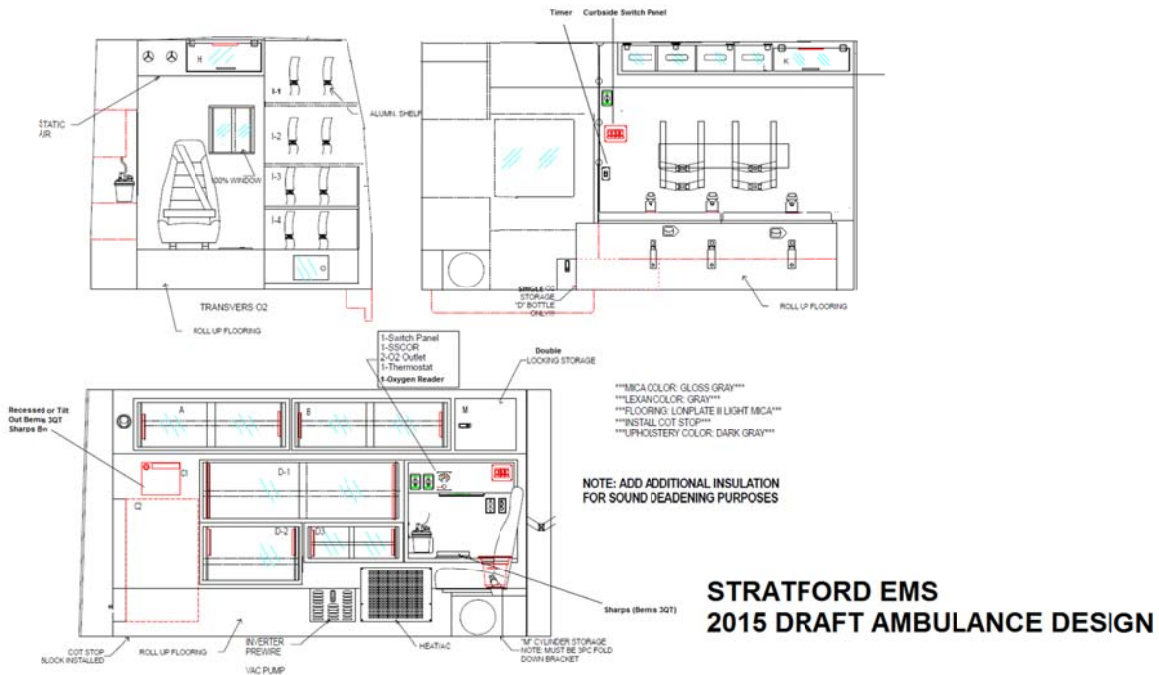 Timer
Curbside Switch Panel
H
K
I-1
ALUMN. SHELF
STATIC
AIR
I-2
00% WINDOW
I-3
I-4
TRANSVERS O2
ROLL UP FLOORING
SINGLE O2
STORAGE
"D" BOTTLE
ONLY!!!
ROLL UP FLOORING
1-Switch Panel
1-SSCOR
2-O2 Outlet
1-Thermostat
1-Oxygen Reader
Double
LOCKING STORAGE
A
B
M
Recessed or Tilt
Out Bems 3QT
Sharps Bn
C1
D-1
C2
D-2
D3
***MICA COLOR: GLOSS GRAY***
***LEXAN COLOR: GRAY***
***FLOORING: LONPLATE II LIGHT MICA***
***INSTALL COT STOP***
***UPHOLSTERY COLOR: DARK GRAY***
NOTE: ADD ADDITIONAL INSULATION
FOR SOUND DEADENING PURPOSES
Sharps (Bems 3QT)
COT STOP
BLOCK INSTALLED
ROLL UP FLOORING
INVERTER
PREWIRE
VAC PUMP
HEAT/AC
"M" CYLINDER STORAGE
NOTE: MUST BE 3PC FOLD
DOWN BRACKET
STRATFORD EMS
2015 DRAFT AMBULANCE DESIGN